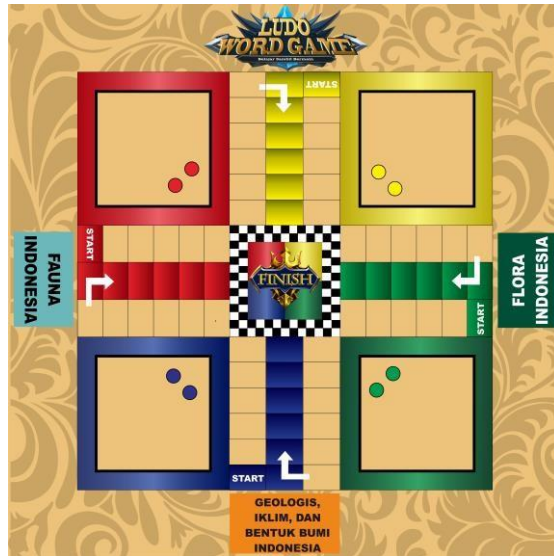 LUDO
WORD GAME
START
START
FAUNA
INDONESIA
FINISH
FLORA
INDONESIA
START
START
GEOLOGIS,
IKLIM, DAN
BENTUK BUMI
INDONESIA